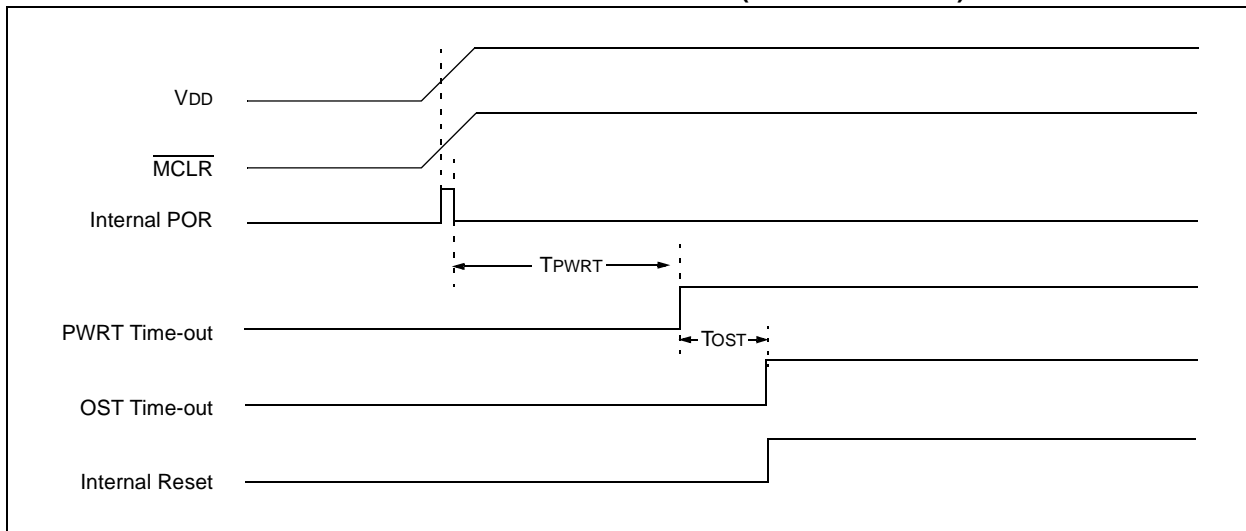 VDD
MCLR
Internal POR
TPWRT
PWRT Time-out
TOST
OST Time-out
Internal Reset